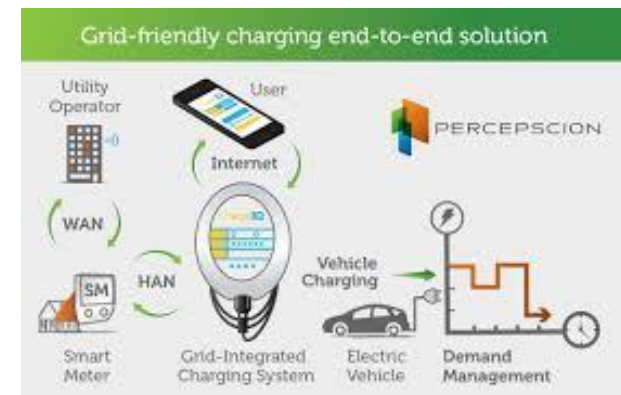 Grid-friendly charging end-to-end solution
Utility
Operator
User
PERCEPSCION
Internet
WAN
ChargeIQ
HAN
SM
Vehicle
Charging
Smart
Meter
Grid-Integrated
Charging System
Electric
Vehicle
Demand
Management